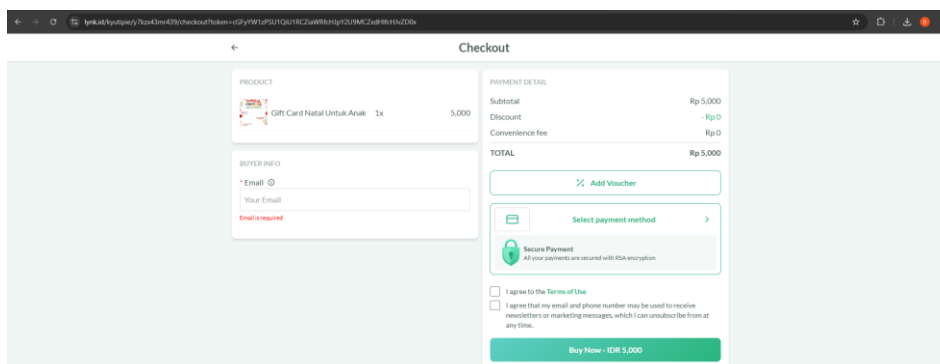 lynk.id/kyutipie/y7kzx43mr439/checkout?token=
Checkout
PRODUCT
Gift Card Natal Untuk Anak 1x 5,000
BUYER INFO
* Email
Your Email
Email is required
PAYMENT DETAIL
Subtotal Rp 5,000
Discount - Rp 0
Convenience fee Rp 0
TOTAL Rp 5,000
Add Voucher
Select payment method
Secure Payment
All your payments are secured with RSA encryption
I agree to the Terms of Use
I agree that my email and phone number may be used to receive
newsletters or marketing messages, which I can unsubscribe from at
any time.
Buy Now - IDR 5,000